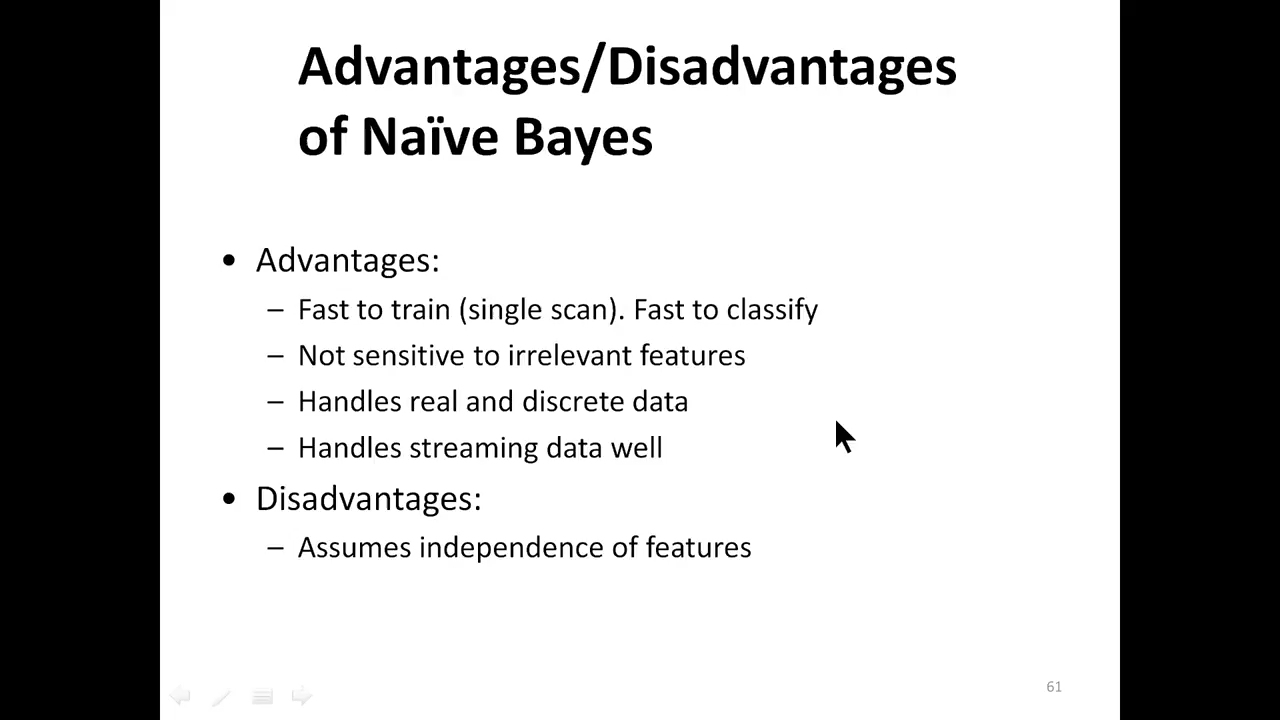 Advantages/Disadvantages
of Naïve Bayes
• Advantages:
– Fast to train (single scan). Fast to classify
– Not sensitive to irrelevant features
– Handles real and discrete data
– Handles streaming data well
• Disadvantages:
– Assumes independence of features
61